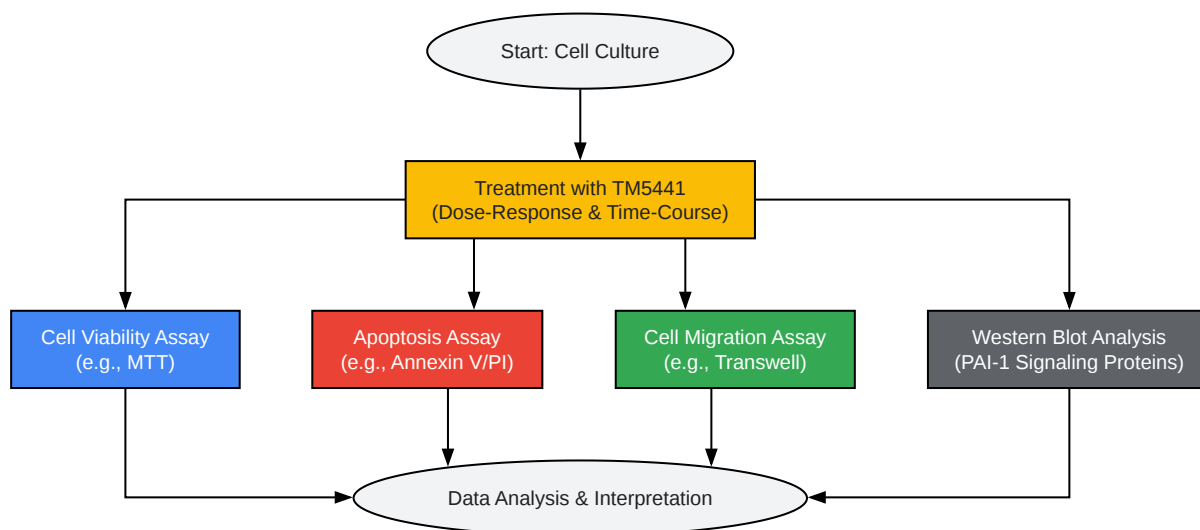 Start: Cell Culture
Treatment with TM5441
(Dose-Response & Time-Course)
Cell Viability Assay
(e.g., MTT)
Apoptosis Assay
(e.g., Annexin V/PI)
Cell Migration Assay
(e.g., Transwell)
Western Blot Analysis
(PAI-1 Signaling Proteins)
Data Analysis & Interpretation